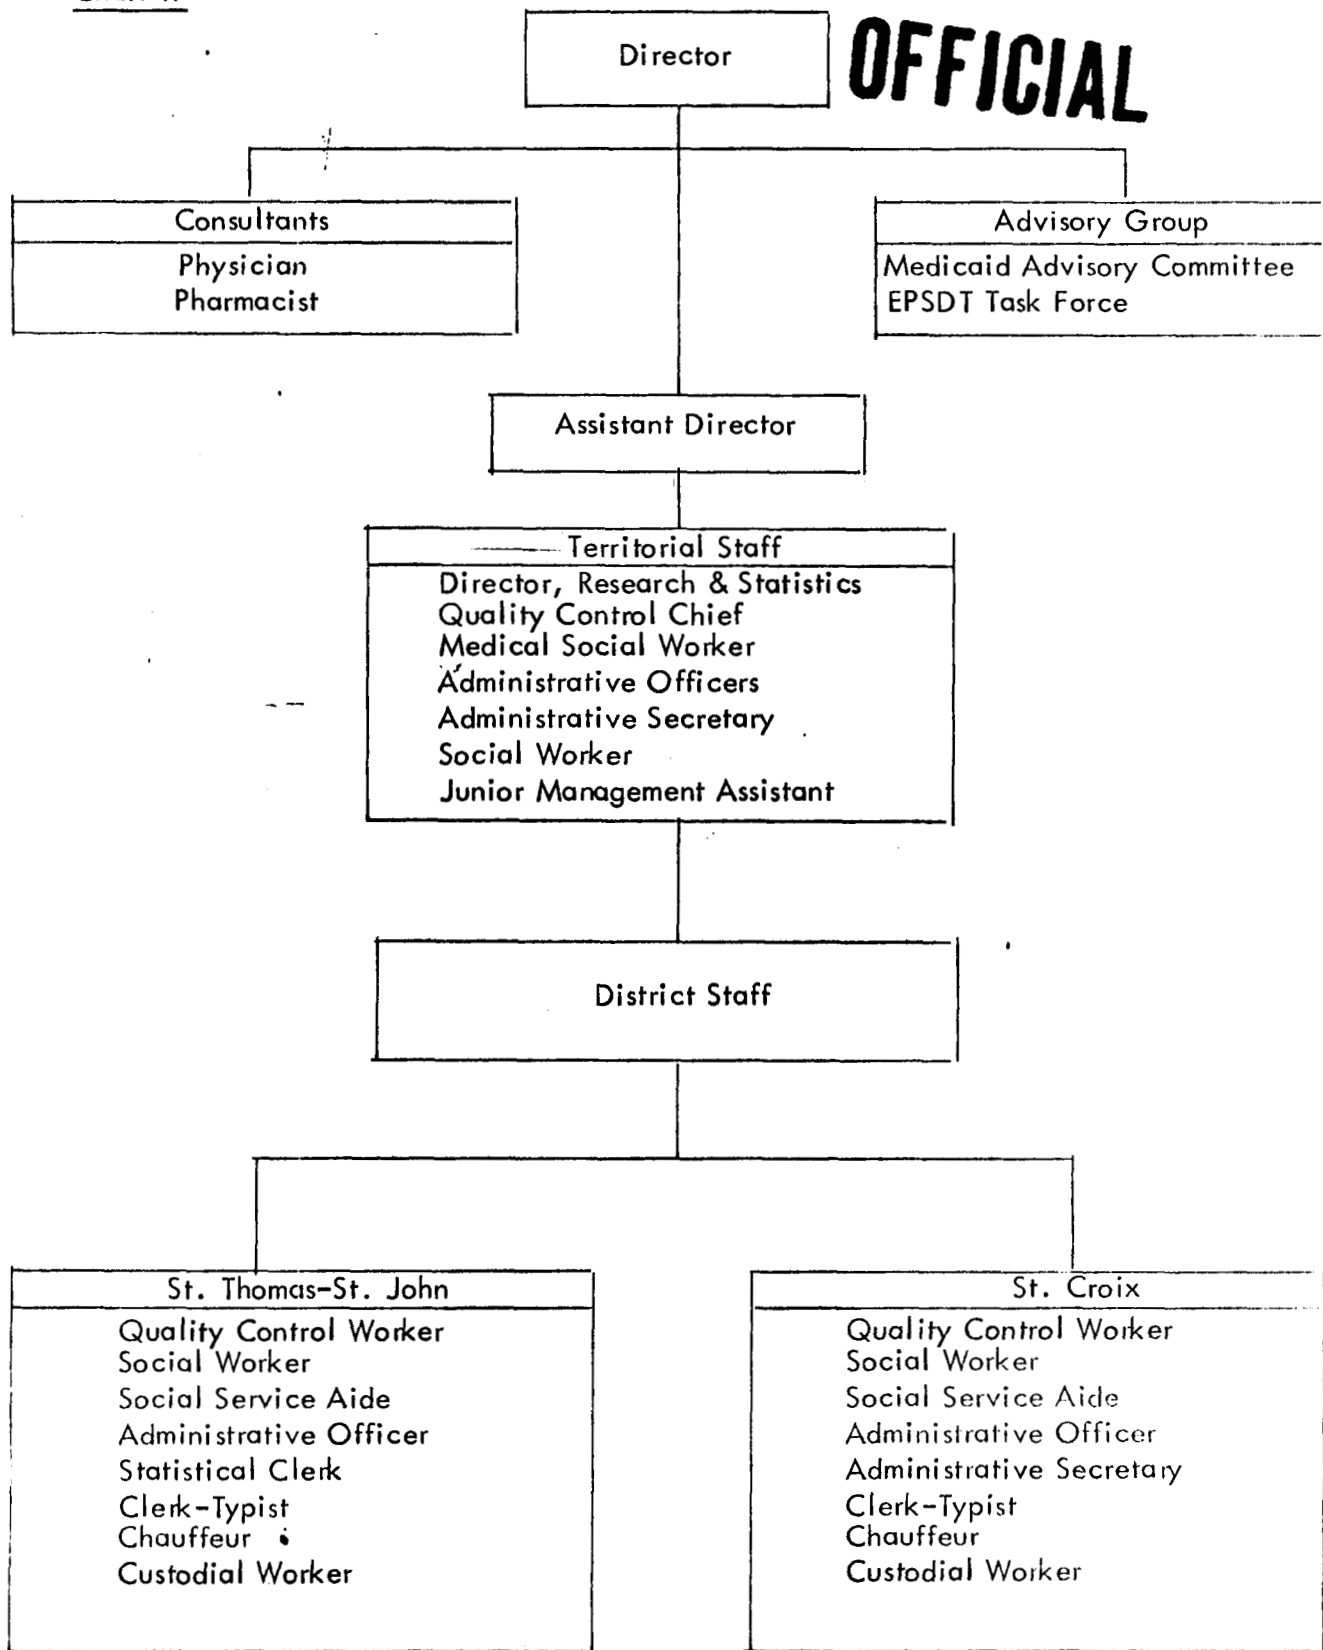 Director
OFFICIAL
Consultants
Physician
Pharmacist
Advisory Group
Medicaid Advisory Committee
EPSDT Task Force
Assistant Director
Territorial Staff
Director, Research & Statistics
Quality Control Chief
Medical Social Worker
Administrative Officers
Administrative Secretary
Social Worker
Junior Management Assistant
District Staff
St. Thomas-St. John
Quality Control Worker
Social Worker
Social Service Aide
Administrative Officer
Statistical Clerk
Clerk-Typist
Chauffeur
Custodial Worker
St. Croix
Quality Control Worker
Social Worker
Social Service Aide
Administrative Officer
Administrative Secretary
Clerk-Typist
Chauffeur
Custodial Worker